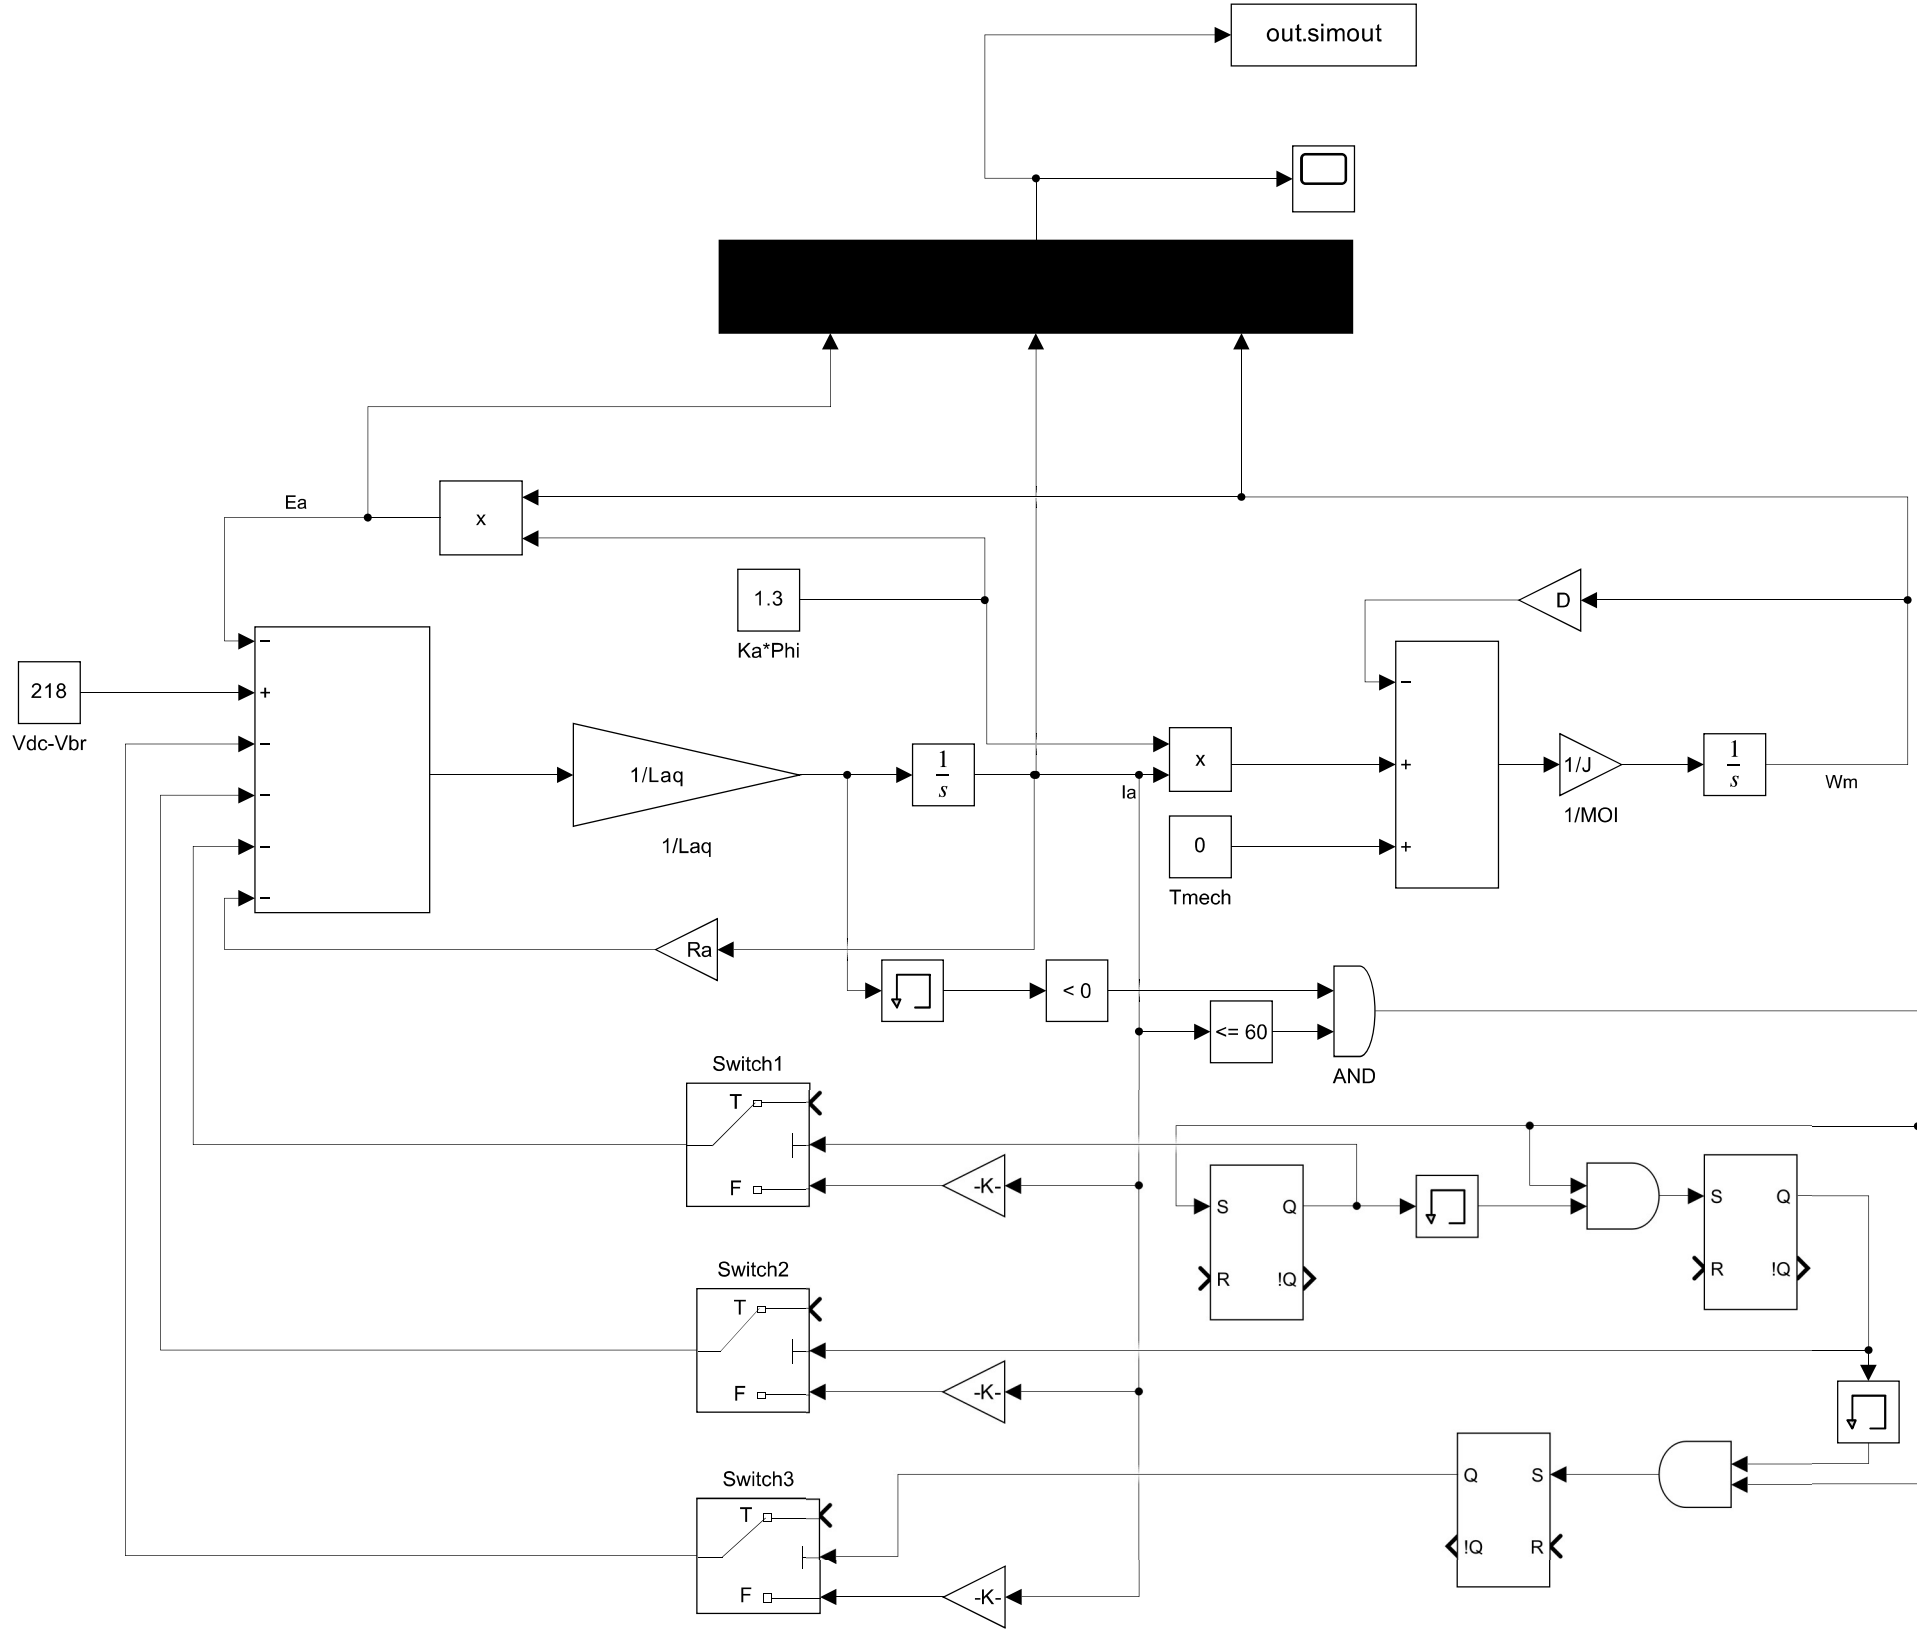 out.simout
Ea
x
1.3
Ka*Phi
D
−
−
218
+
Vdc-Vbr
−
−
−
−
1/Laq
1/Laq
1
s
Ia
x
+
0
Tmech
+
1/J
1/MOI
1
s
Wm
Ra
< 0
<= 60
AND
Switch1
T
F
-K-
S
Q
R
!Q
S
Q
R
!Q
Switch2
T
F
-K-
Switch3
T
F
-K-
Q
S
!Q
R